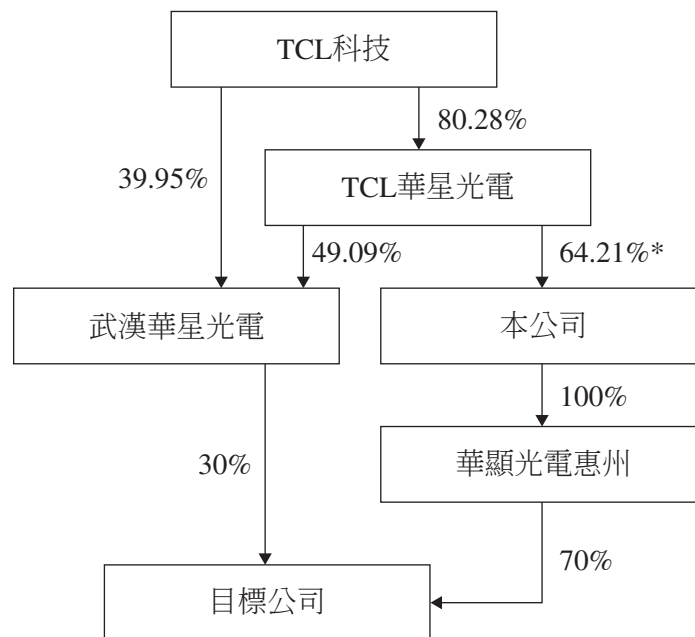 TCL科技
80.28%
39.95%
TCL華星光電
49.09%
64.21%*
武漢華星光電
本公司
100%
華顯光電惠州
30%
70%
目標公司